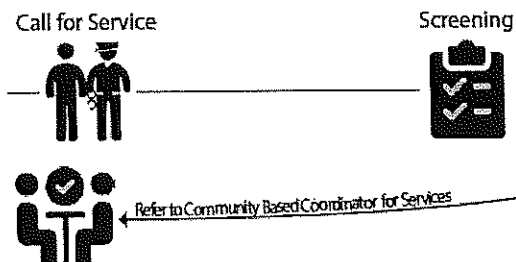 Call for Service
Screening
Refer to Community Based Coordinator for Services